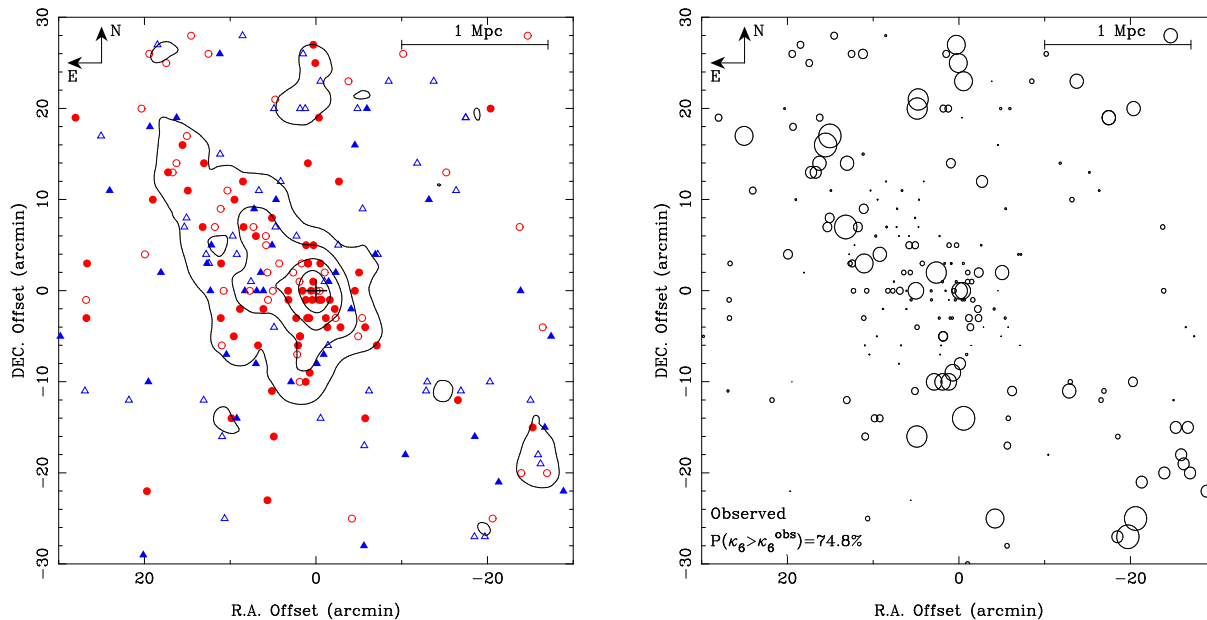 N
E
1 Mpc
DEC. Offset (arcmin)
30
20
10
0
-10
-20
-30
20
0
-20
R.A. Offset (arcmin)
N
E
1 Mpc
DEC. Offset (arcmin)
30
20
10
0
-10
-20
-30
Observed
P(κ₆>κ₆ᵒᵇˢ)=74.8%
20
0
-20
R.A. Offset (arcmin)